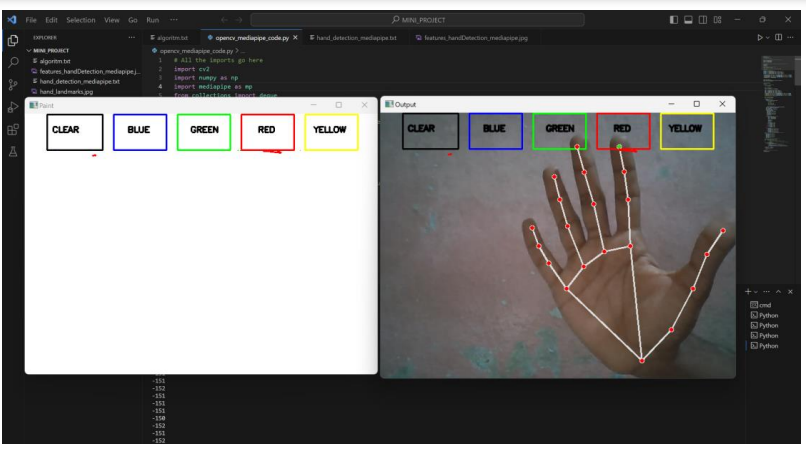 File Edit Selection View Go Run ... MINI_PROJECT
EXPLORER ...
MINI_PROJECT
algoritm.txt
features_handDetection_mediapipe.j...
hand_detection_mediapipe.txt
hand_landmarks.jpg
algoritm.txt opencv_mediapipe_code.py X hand_detection_mediapipe.txt features_handDetection_mediapipe.jpg
opencv_mediapipe_code.py > ...
1 # All the imports go here
2 import cv2
3 import numpy as np
4 import mediapipe as mp
5 from collections import deque
Paint
CLEAR BLUE GREEN RED YELLOW
Output
CLEAR BLUE GREEN RED YELLOW
cmd
Python
Python
Python
Python
-151
-152
-151
-151
-151
-150
-152
-151
-152